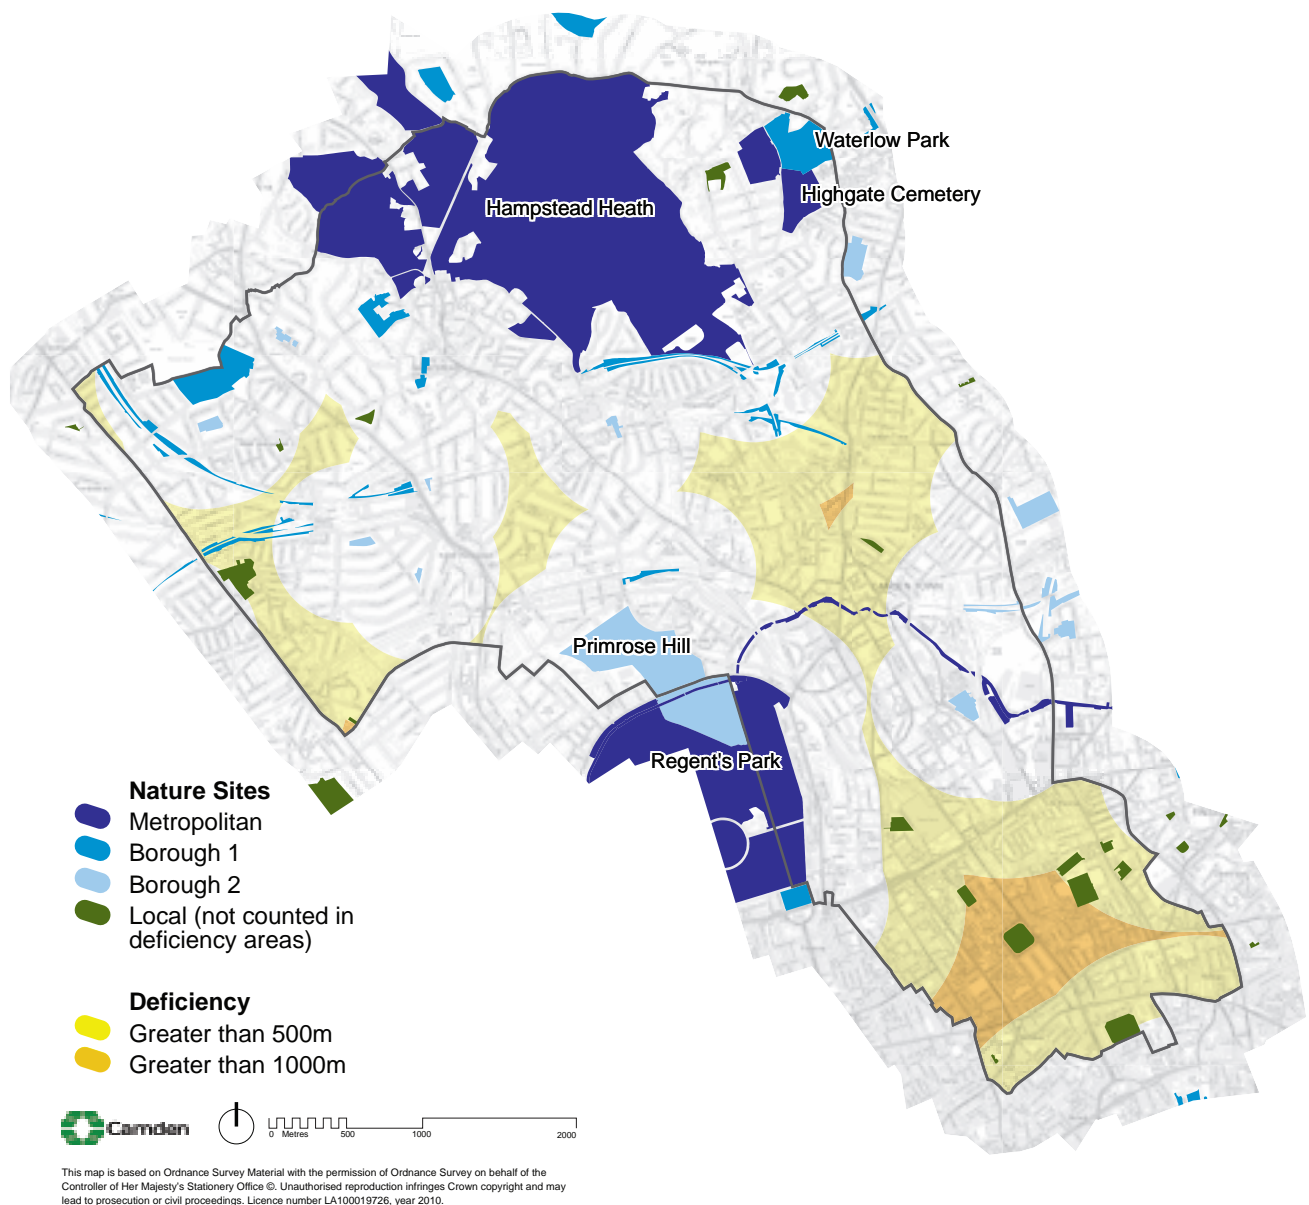 Waterlow Park
Highgate Cemetery
Hampstead Heath
Primrose Hill
Regent's Park
Nature Sites
Metropolitan
Borough 1
Borough 2
Local (not counted in
deficiency areas)
Deficiency
Greater than 500m
Greater than 1000m
Camden
0 Metres 500 1000 2000
This map is based on Ordnance Survey Material with the permission of Ordnance Survey on behalf of the
Controller of Her Majesty's Stationery Office ©. Unauthorised reproduction infringes Crown copyright and may
lead to prosecution or civil proceedings. Licence number LA100019726, year 2010.